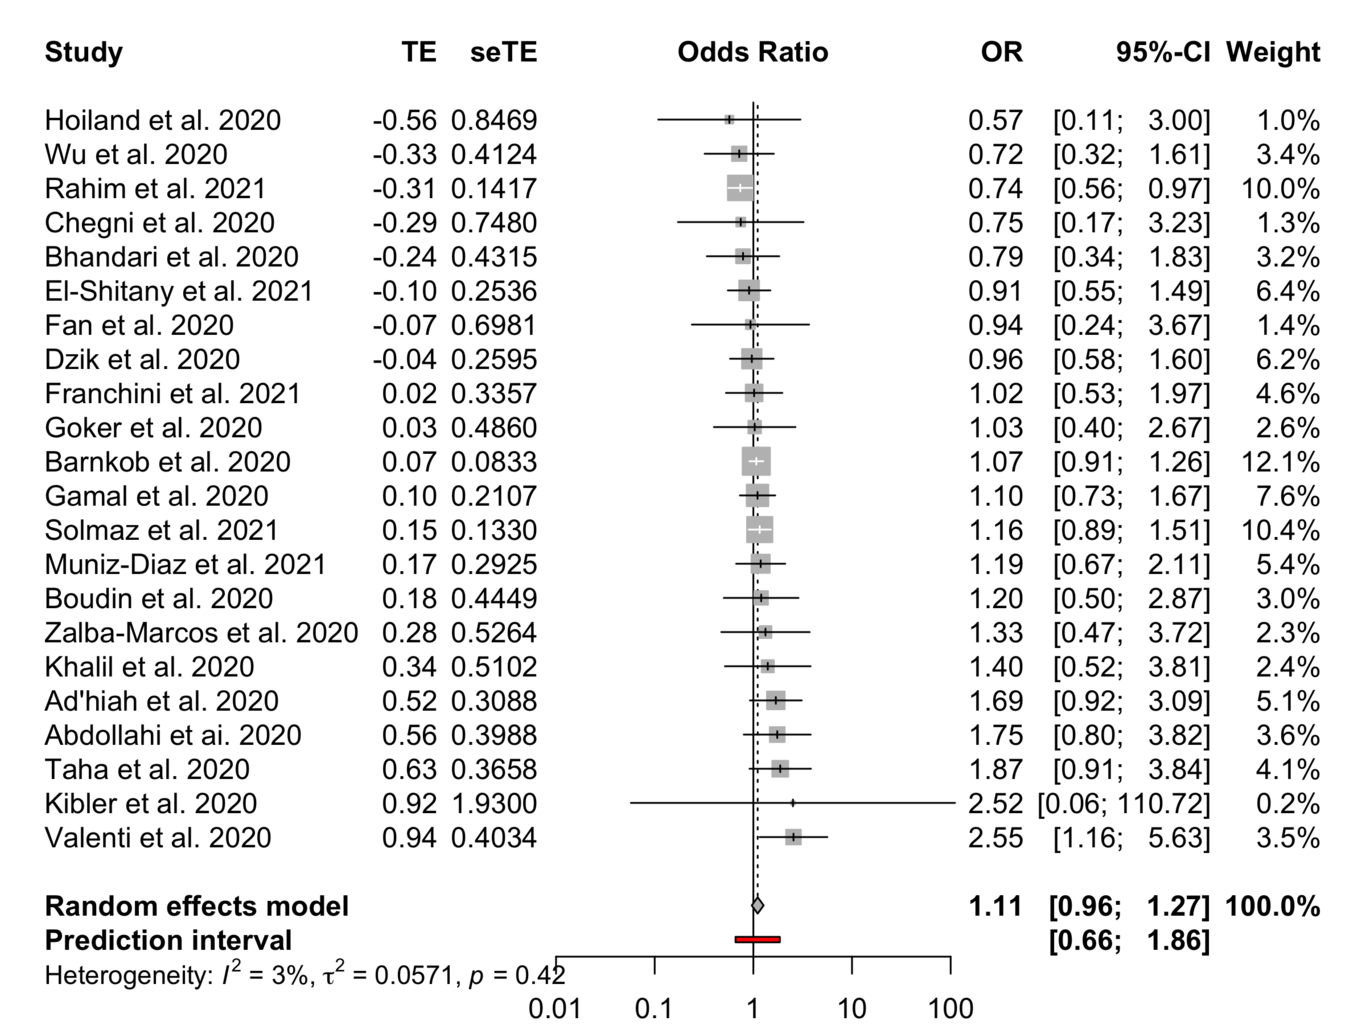 Study TE seTE Odds Ratio OR 95%-CI Weight
Hoiland et al. 2020 -0.56 0.8469 0.57 [0.11; 3.00] 1.0%
Wu et al. 2020 -0.33 0.4124 0.72 [0.32; 1.61] 3.4%
Rahim et al. 2021 -0.31 0.1417 0.74 [0.56; 0.97] 10.0%
Chegni et al. 2020 -0.29 0.7480 0.75 [0.17; 3.23] 1.3%
Bhandari et al. 2020 -0.24 0.4315 0.79 [0.34; 1.83] 3.2%
El-Shitany et al. 2021 -0.10 0.2536 0.91 [0.55; 1.49] 6.4%
Fan et al. 2020 -0.07 0.6981 0.94 [0.24; 3.67] 1.4%
Dzik et al. 2020 -0.04 0.2595 0.96 [0.58; 1.60] 6.2%
Franchini et al. 2021 0.02 0.3357 1.02 [0.53; 1.97] 4.6%
Goker et al. 2020 0.03 0.4860 1.03 [0.40; 2.67] 2.6%
Barnkob et al. 2020 0.07 0.0833 1.07 [0.91; 1.26] 12.1%
Gamal et al. 2020 0.10 0.2107 1.10 [0.73; 1.67] 7.6%
Solmaz et al. 2021 0.15 0.1330 1.16 [0.89; 1.51] 10.4%
Muniz-Diaz et al. 2021 0.17 0.2925 1.19 [0.67; 2.11] 5.4%
Boudin et al. 2020 0.18 0.4449 1.20 [0.50; 2.87] 3.0%
Zalba-Marcos et al. 2020 0.28 0.5264 1.33 [0.47; 3.72] 2.3%
Khalil et al. 2020 0.34 0.5102 1.40 [0.52; 3.81] 2.4%
Ad'hiah et al. 2020 0.52 0.3088 1.69 [0.92; 3.09] 5.1%
Abdollahi et ai. 2020 0.56 0.3988 1.75 [0.80; 3.82] 3.6%
Taha et al. 2020 0.63 0.3658 1.87 [0.91; 3.84] 4.1%
Kibler et al. 2020 0.92 1.9300 2.52 [0.06; 110.72] 0.2%
Valenti et al. 2020 0.94 0.4034 2.55 [1.16; 5.63] 3.5%
Random effects model 1.11 [0.96; 1.27] 100.0%
Prediction interval [0.66; 1.86]
Heterogeneity: I² = 3%, τ² = 0.0571, p = 0.42
0.01 0.1 1 10 100